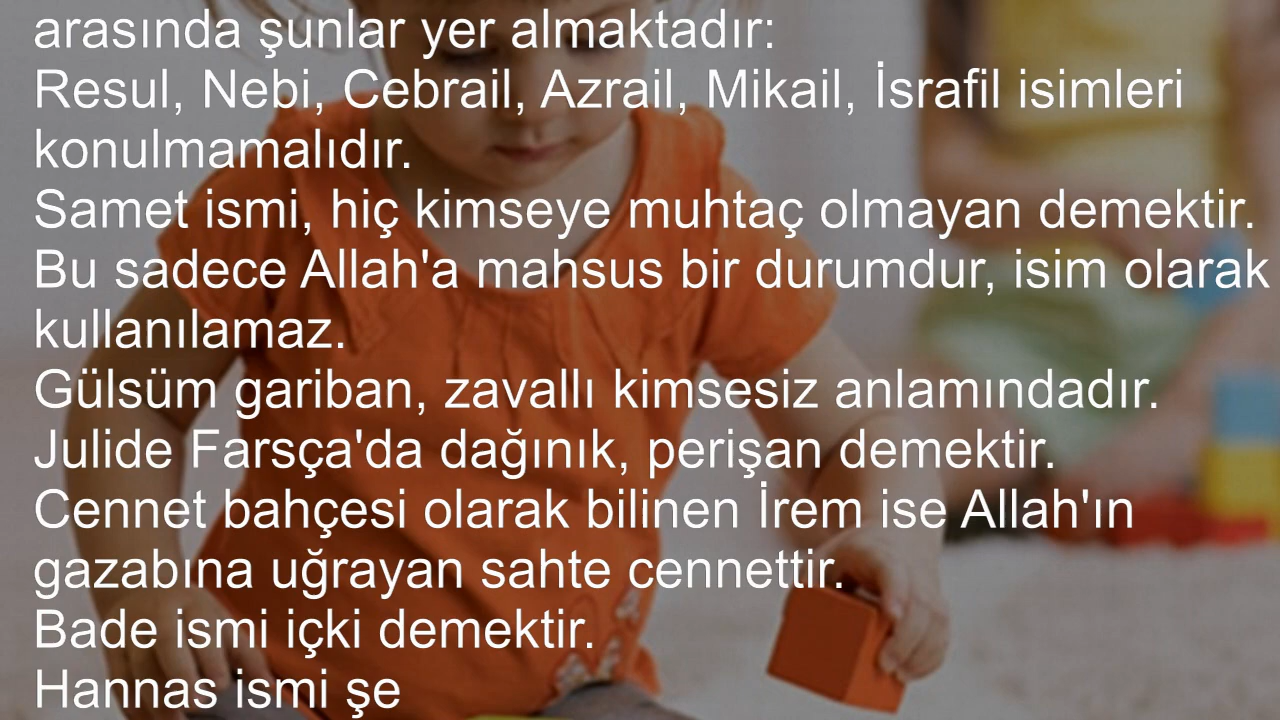 arasında şunlar yer almaktadır:
Resul, Nebi, Cebrail, Azrail, Mikail, İsrafil isimleri
konulmamalıdır.
Samet ismi, hiç kimseye muhtaç olmayan demektir.
Bu sadece Allah'a mahsus bir durumdur, isim olarak
kullanılamaz.
Gülsüm gariban, zavallı kimsesiz anlamındadır.
Julide Farsça'da dağınık, perişan demektir.
Cennet bahçesi olarak bilinen İrem ise Allah'ın
gazabına uğrayan sahte cennettir.
Bade ismi içki demektir.
Hannas ismi şe